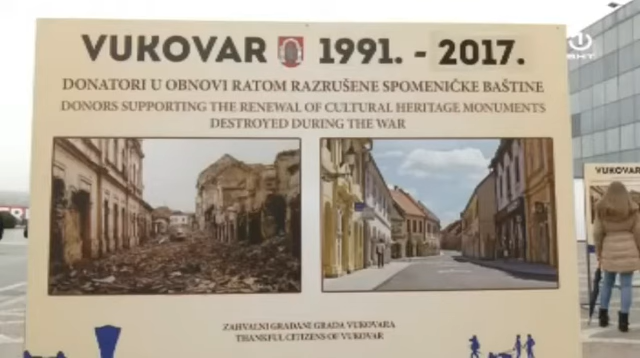 VUKOVAR 1991. - 2017.
DONATORI U OBNOVI RATOM RAZRUŠENE SPOMENIČKE BAŠTINE
DONORS SUPPORTING THE RENEWAL OF CULTURAL HERITAGE MONUMENTS
DESTROYED DURING THE WAR
ZAHVALNI GRAĐANI GRADA VUKOVARA
THANKFUL CITIZENS OF VUKOVAR
BHT
VUKOVAR